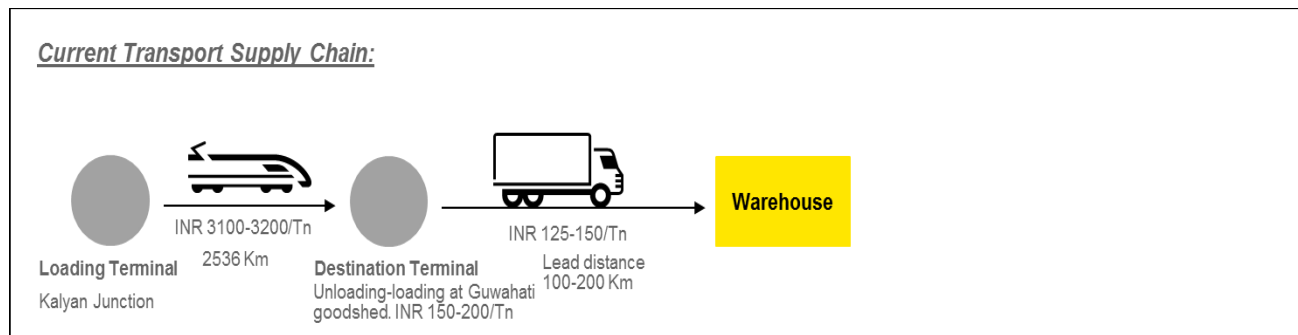 Current Transport Supply Chain:
INR 3100-3200/Tn
2536 Km
INR 125-150/Tn
Lead distance
100-200 Km
Warehouse
Loading Terminal
Kalyan Junction
Destination Terminal
Unloading-loading at Guwahati
goodshed. INR 150-200/Tn